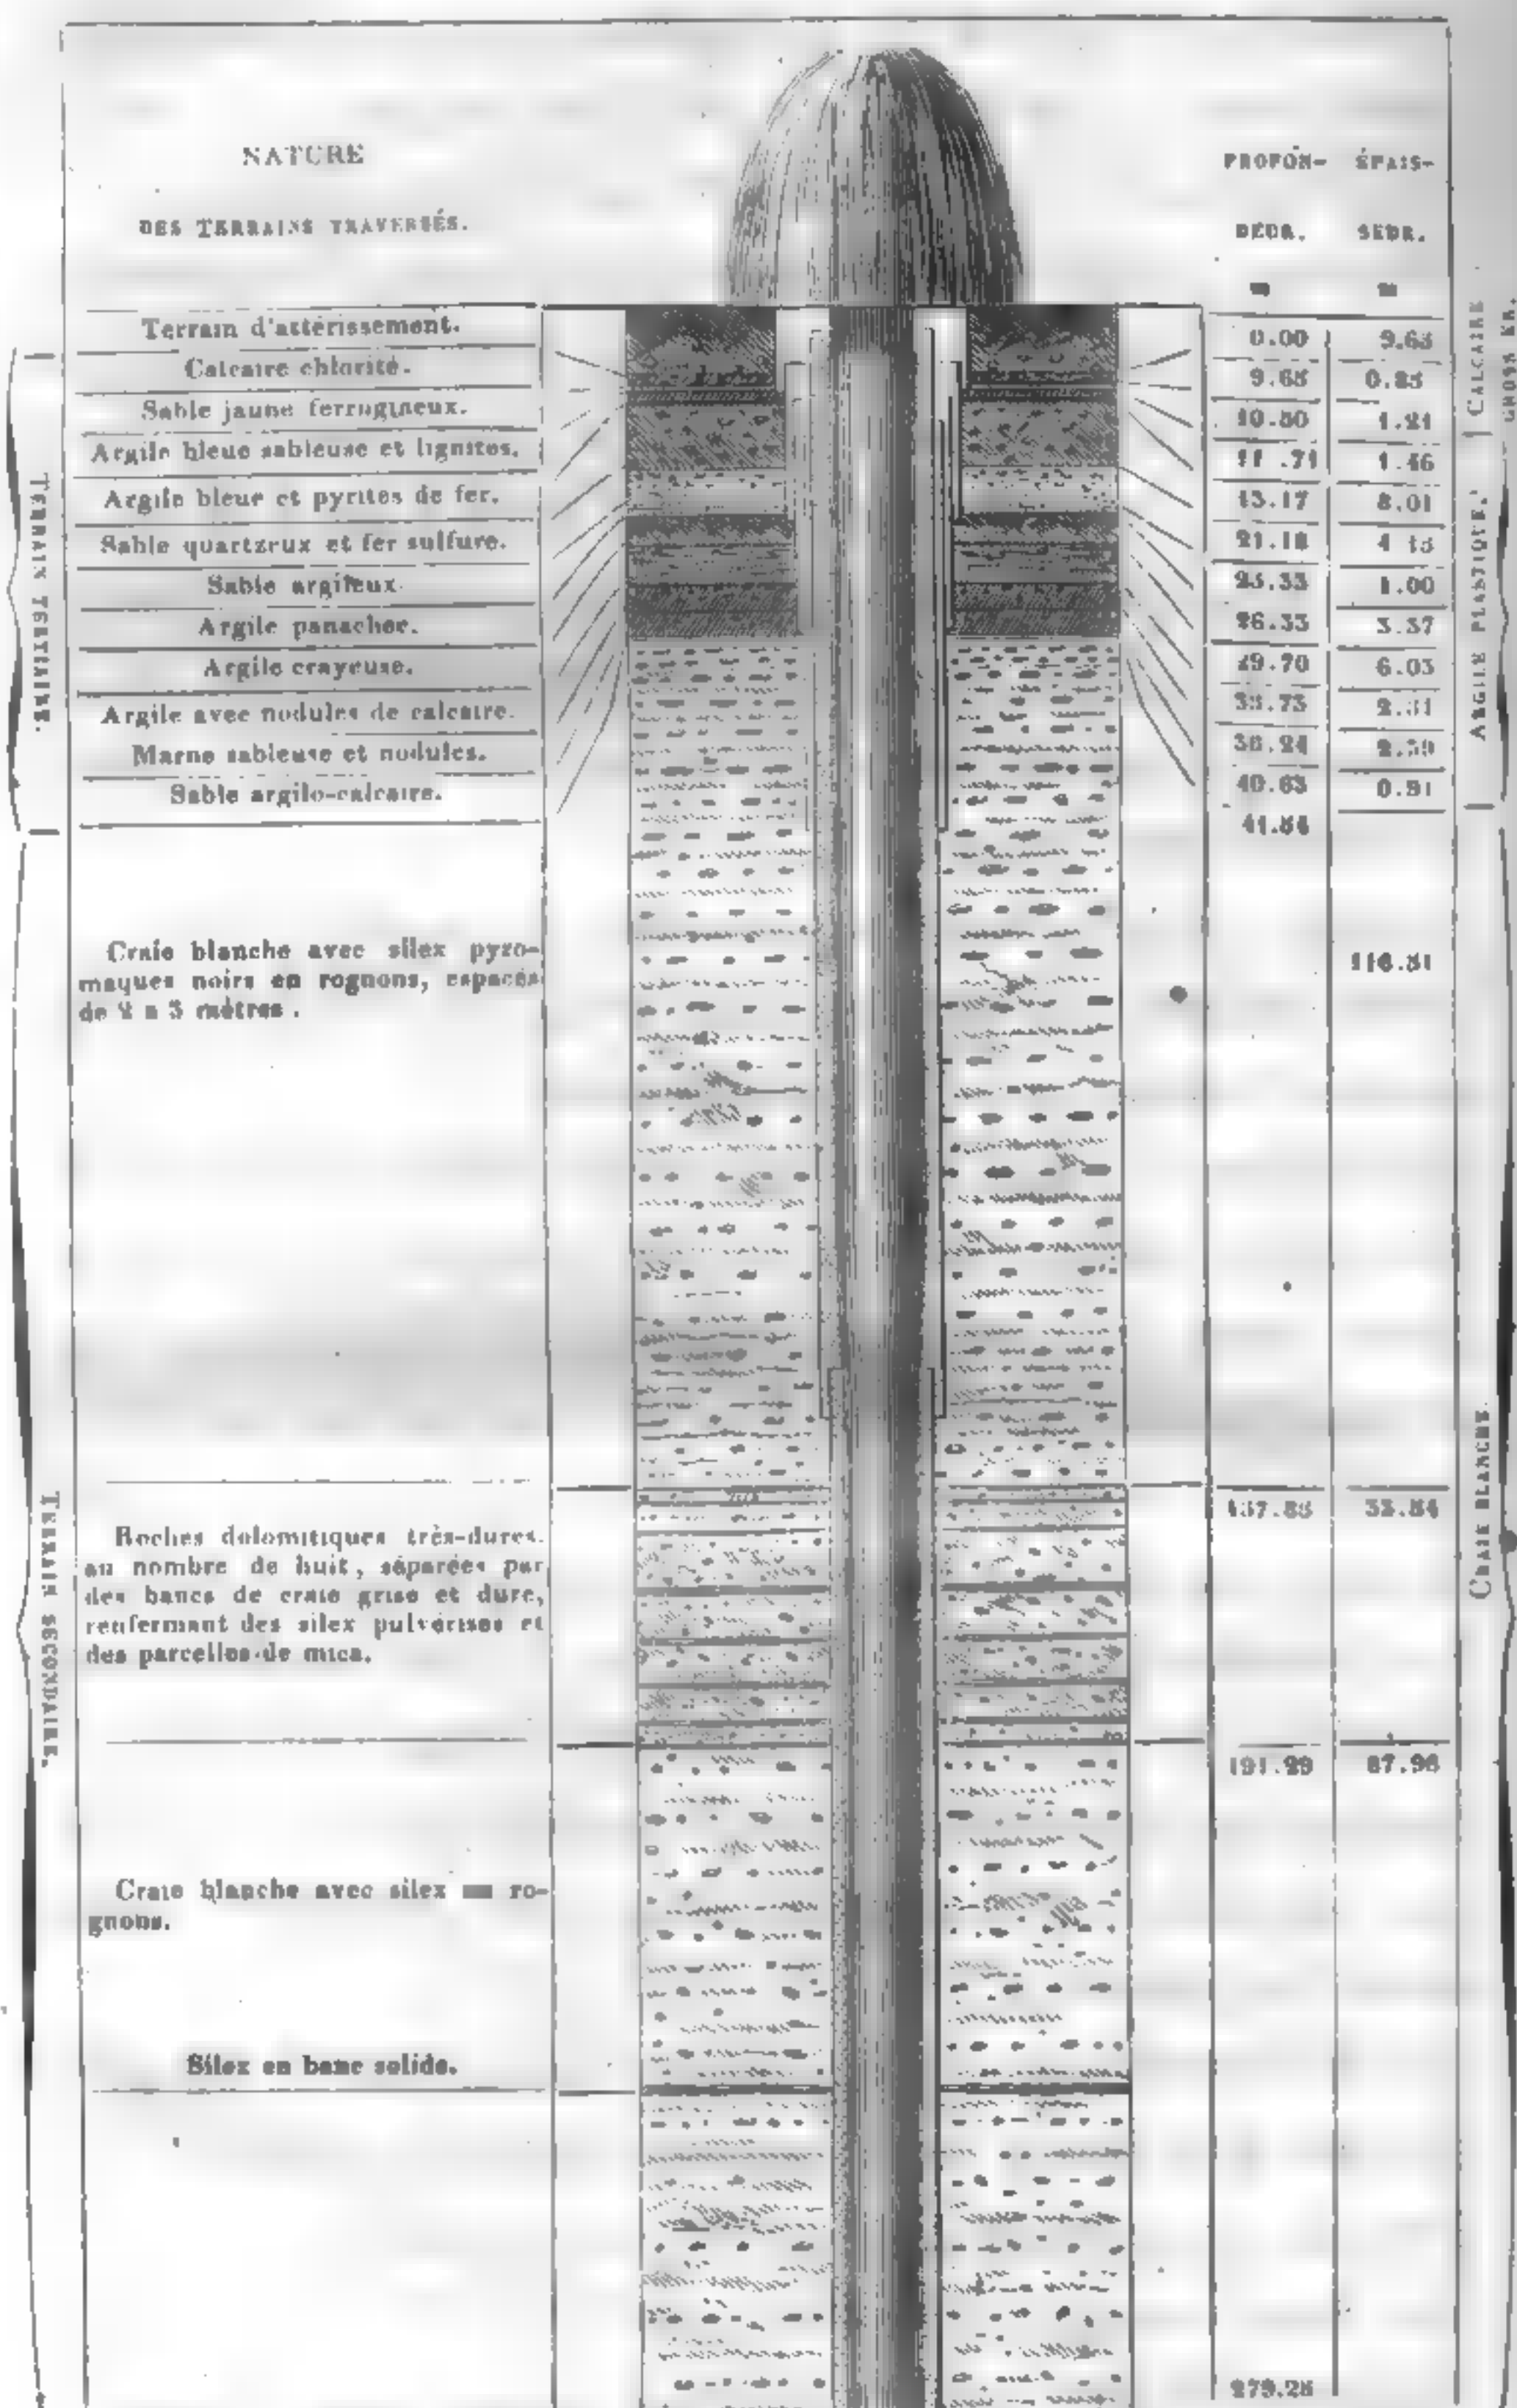 NATURE
DES TERRAINS TRAVERSÉS.
PROFON-
DEUR.
ÉPAIS-
SEUR.
m
m
Terrain d'attérissement.
0.00
9.65
Calcaire chlorité.
9.65
0.85
Sable jaune ferrugineux.
10.50
1.21
Argile bleue sableuse et lignites.
11.71
1.46
Argile bleue et pyrites de fer.
13.17
8.01
Sable quartzeux et fer sulfuré.
21.18
4 15
Sable argileux
25.33
1.00
Argile panachée.
26.33
3.37
Argile crayeuse.
29.70
6.03
Argile avec nodules de calcaire.
Marne sableuse et nodules.
Sable argilo-calcaire.
40.63
0.91
41.54
Craie blanche avec silex pyro-
maques noirs en rognons, espacés
de 2 a 3 mètres.
116.31
Roches dolomitiques très-dures,
au nombre de huit, séparées par
des bancs de craie grise et dure,
renfermant des silex pulvérisés et
des parcelles de mica.
191.29
87.96
Craie blanche avec silex en ro-
gnons.
Silex en banc solide.
279.25
TERRAIN TERTIAIRE.
TERRAIN SECONDAIRE.
CALCAIRE
GROSSIER.
ARGILE PLASTIQUE.
CRAIE BLANCHE.